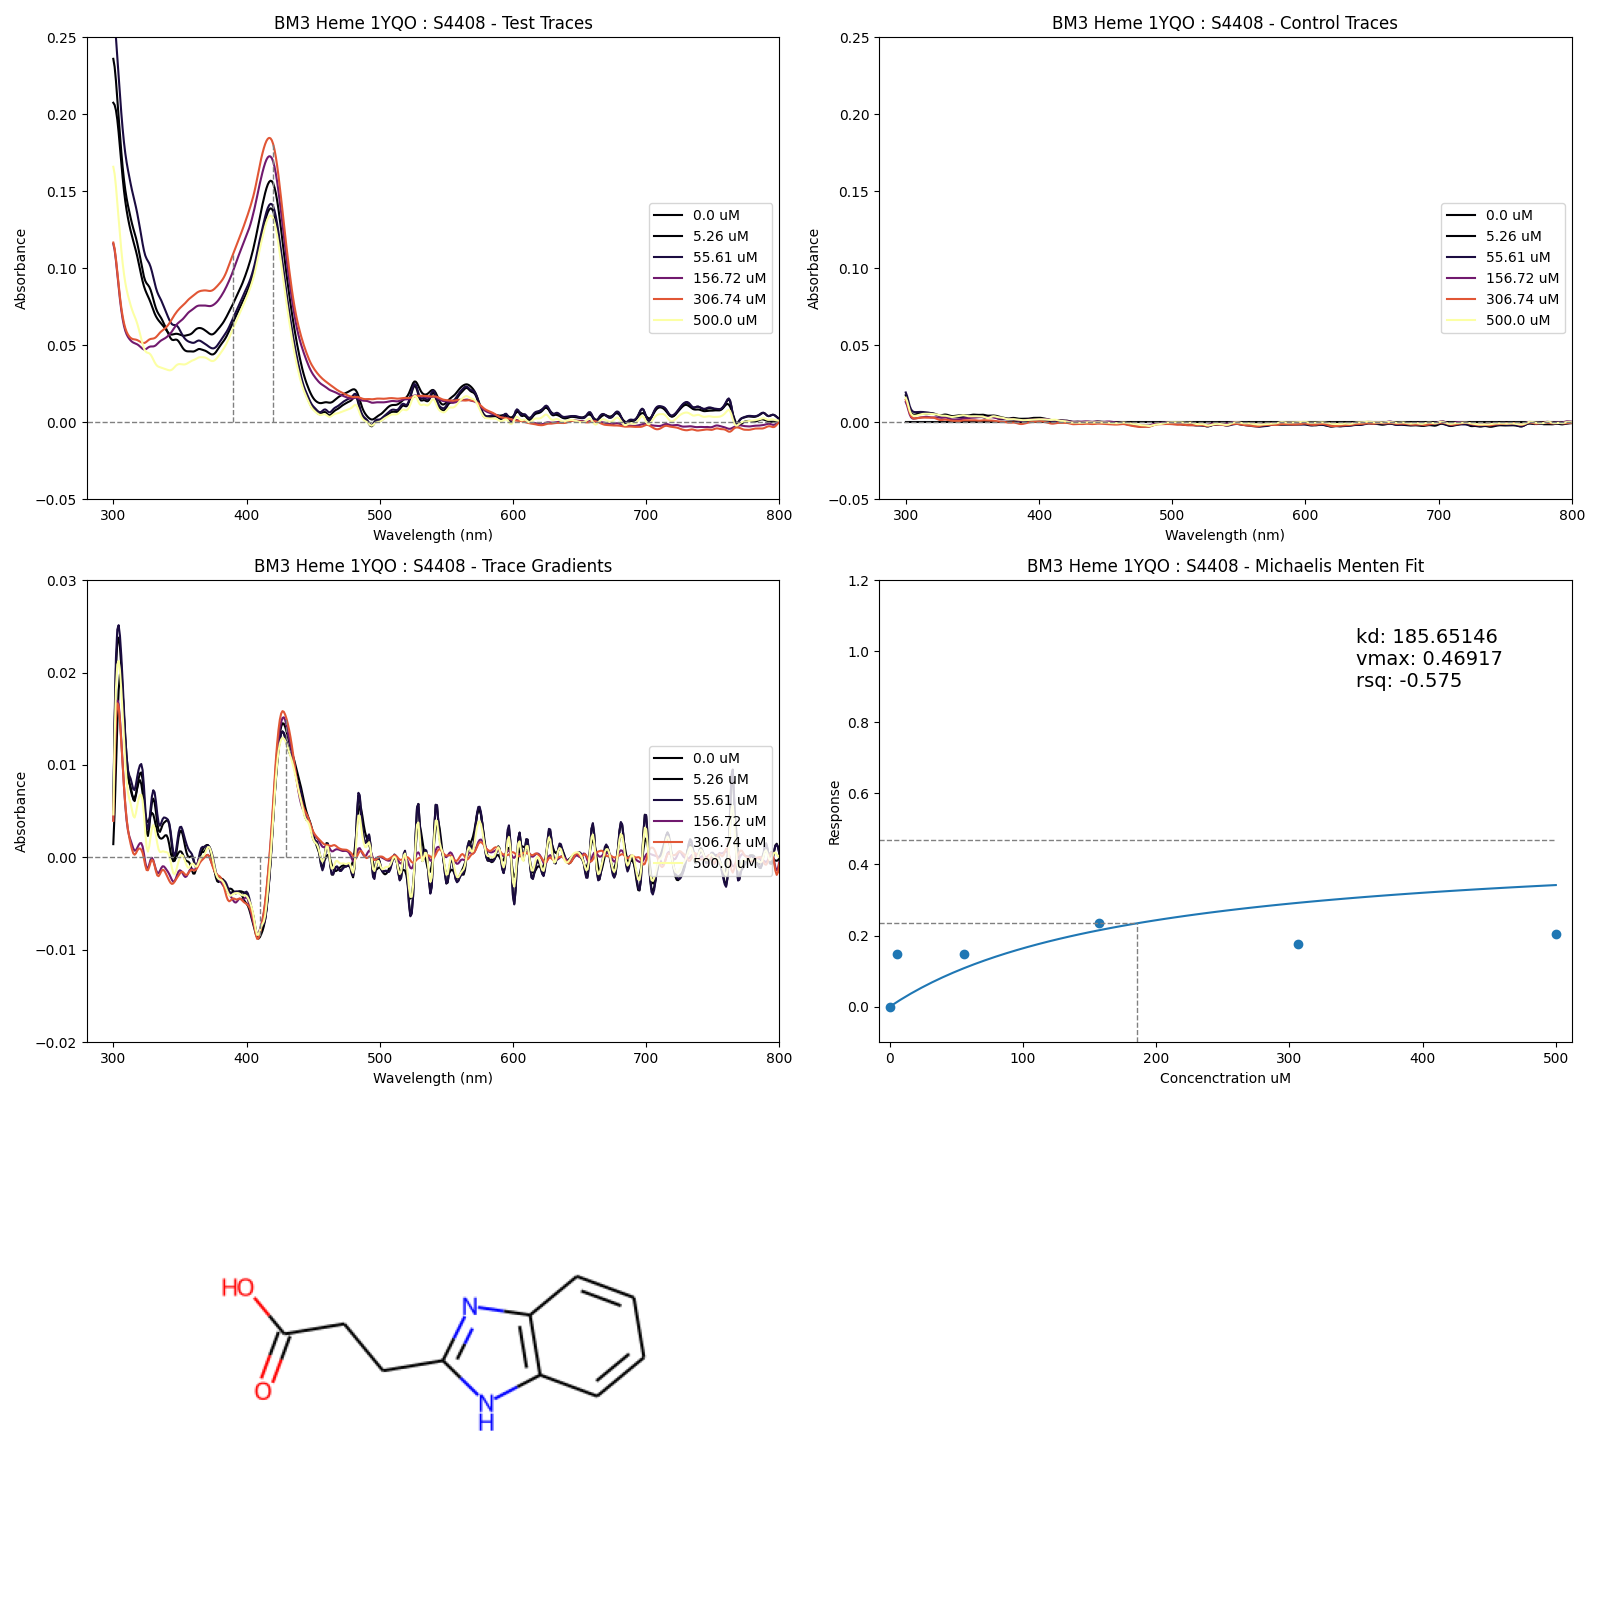 BM3 Heme 1YQO : S4408 - Test Traces
0.25
0.20
0.15
0.10
0.05
0.00
−0.05
Absorbance
300 400 500 600 700 800
Wavelength (nm)
0.0 uM
5.26 uM
55.61 uM
156.72 uM
306.74 uM
500.0 uM
BM3 Heme 1YQO : S4408 - Control Traces
0.25
0.20
0.15
0.10
0.05
0.00
−0.05
Absorbance
300 400 500 600 700 800
Wavelength (nm)
0.0 uM
5.26 uM
55.61 uM
156.72 uM
306.74 uM
500.0 uM
BM3 Heme 1YQO : S4408 - Trace Gradients
0.03
0.02
0.01
0.00
−0.01
−0.02
Absorbance
300 400 500 600 700 800
Wavelength (nm)
0.0 uM
5.26 uM
55.61 uM
156.72 uM
306.74 uM
500.0 uM
BM3 Heme 1YQO : S4408 - Michaelis Menten Fit
1.2
1.0
0.8
0.6
0.4
0.2
0.0
Response
kd: 185.65146
vmax: 0.46917
rsq: -0.575
0 100 200 300 400 500
Concenctration uM
HO
O
N
N
H